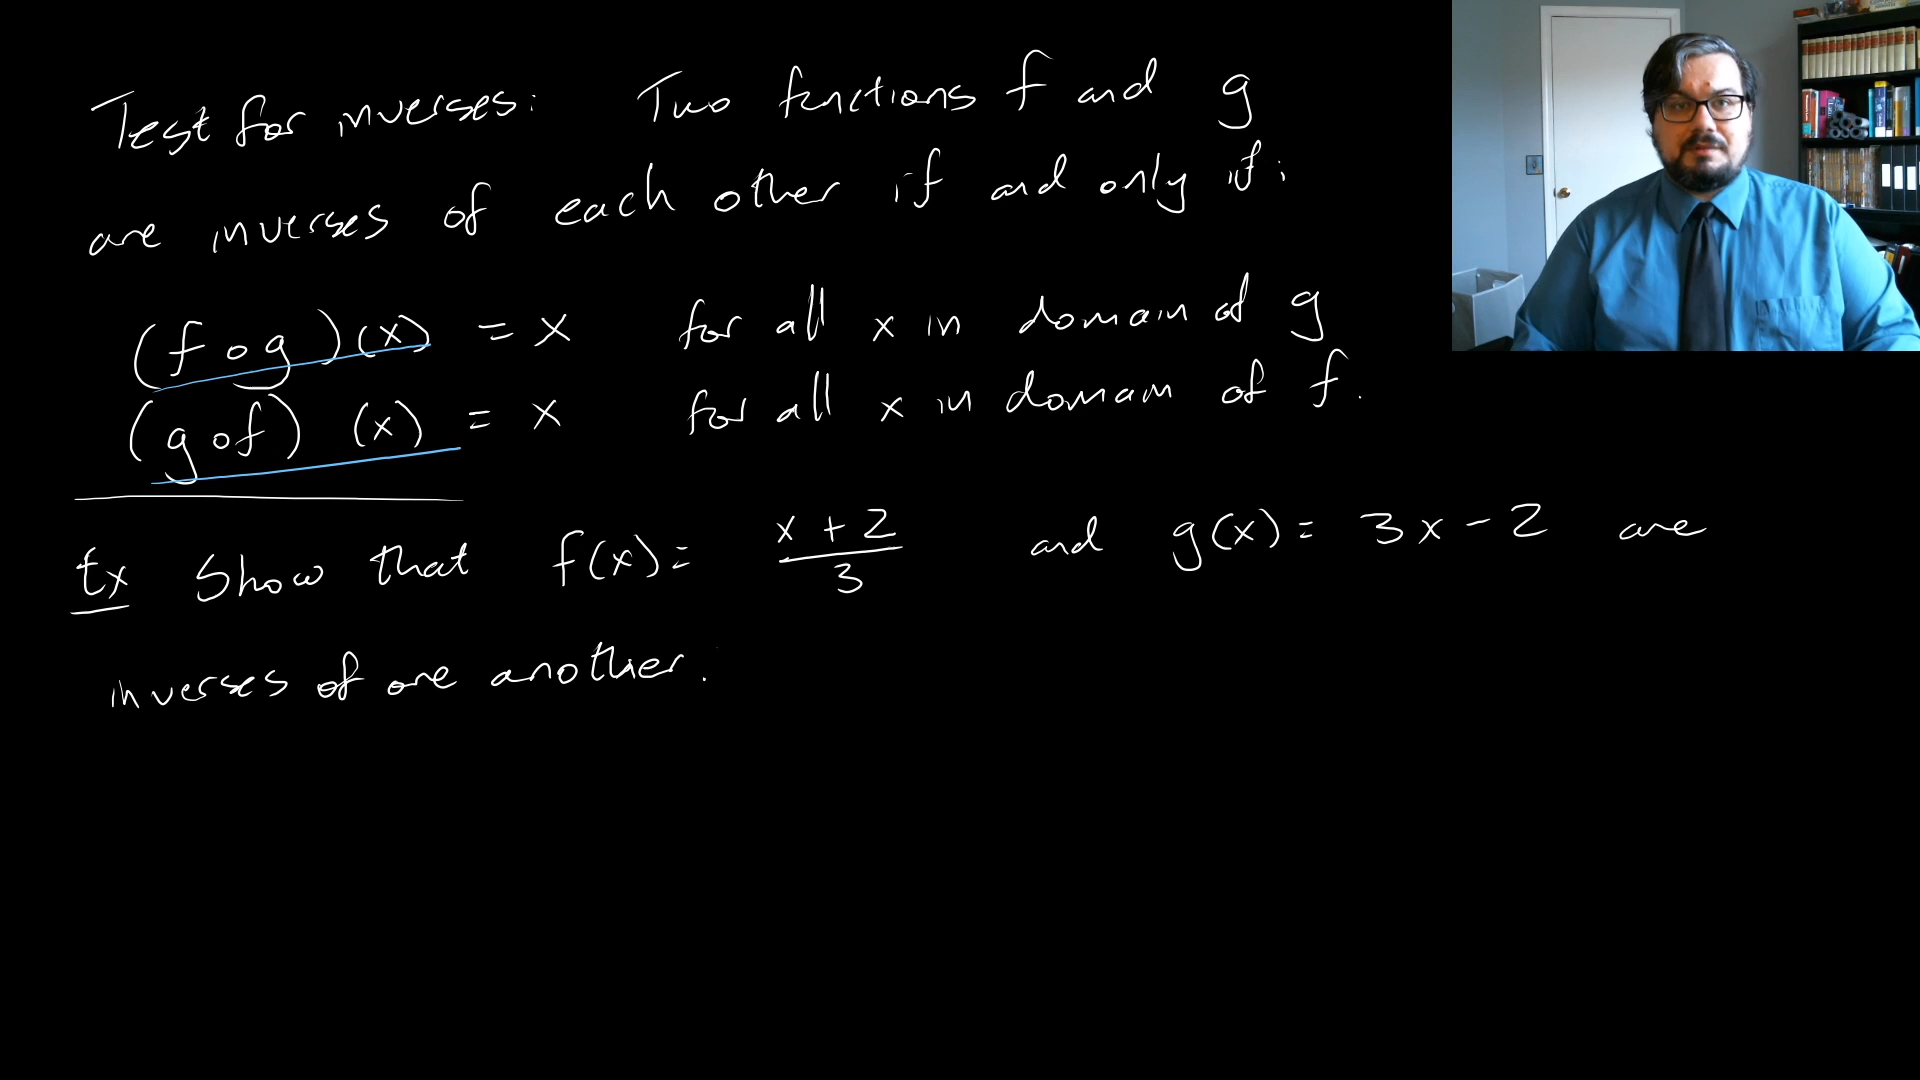 Test for inverses: Two functions f and g
are inverses of each other if and only if:
(f o g)(x) = x for all x in domain of g
(g o f) (x) = x for all x in domain of f.
Ex Show that f(x) = x + 2 / 3 and g(x) = 3x - 2 are
inverses of one another.